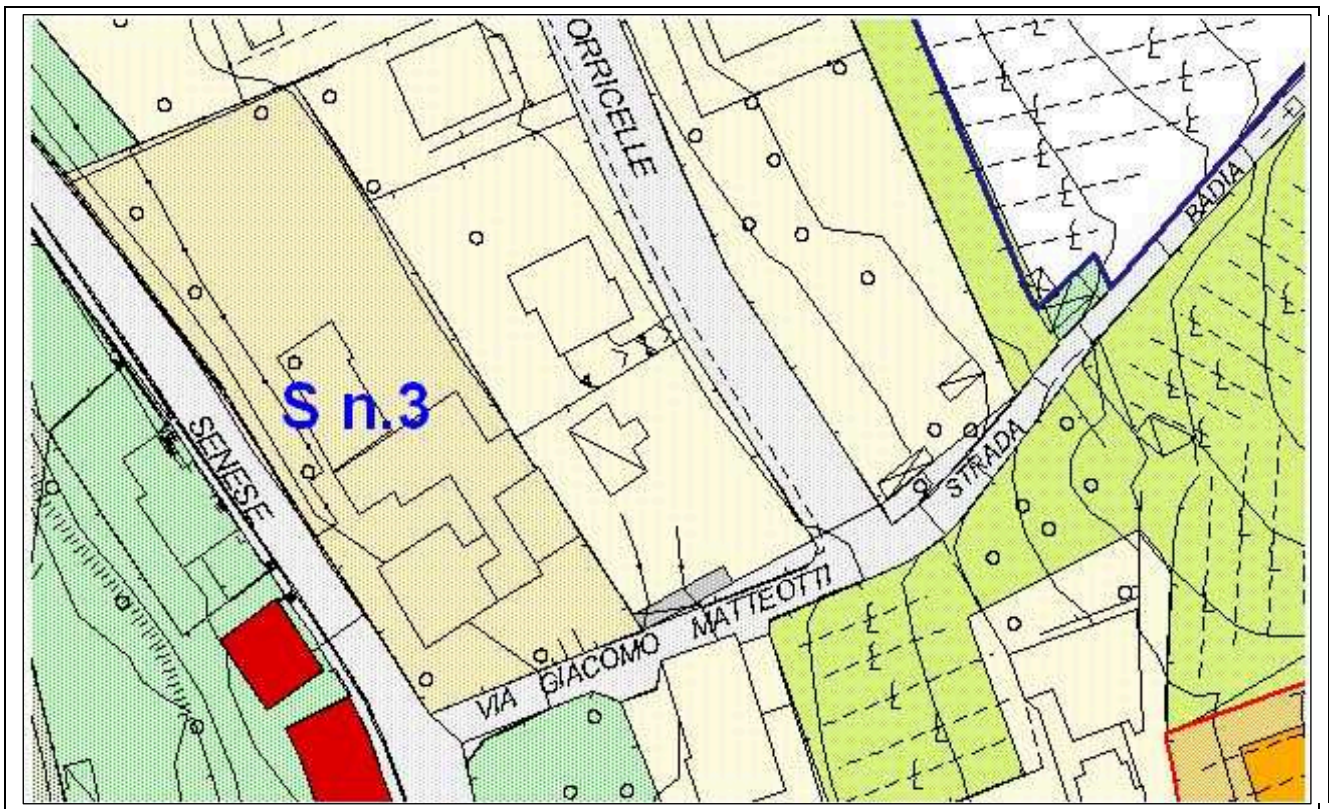 ORRICELLE
BADIA
S n.3
SENESE
STRADA
VIA GIACOMO MATTEOTTI